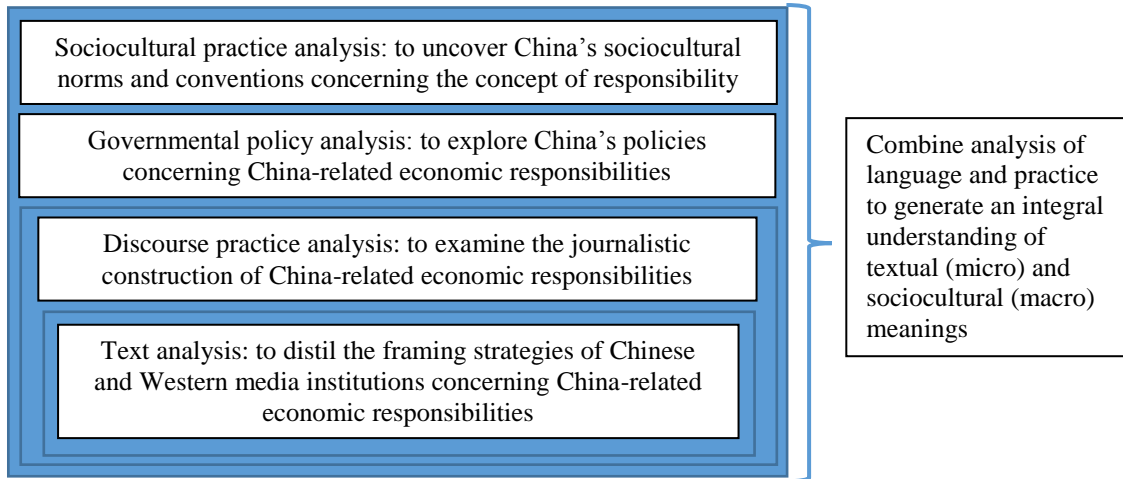 Sociocultural practice analysis: to uncover China’s sociocultural
norms and conventions concerning the concept of responsibility
Governmental policy analysis: to explore China’s policies
concerning China-related economic responsibilities
Discourse practice analysis: to examine the journalistic
construction of China-related economic responsibilities
Text analysis: to distil the framing strategies of Chinese
and Western media institutions concerning China-related
economic responsibilities
Combine analysis of
language and practice
to generate an integral
understanding of
textual (micro) and
sociocultural (macro)
meanings